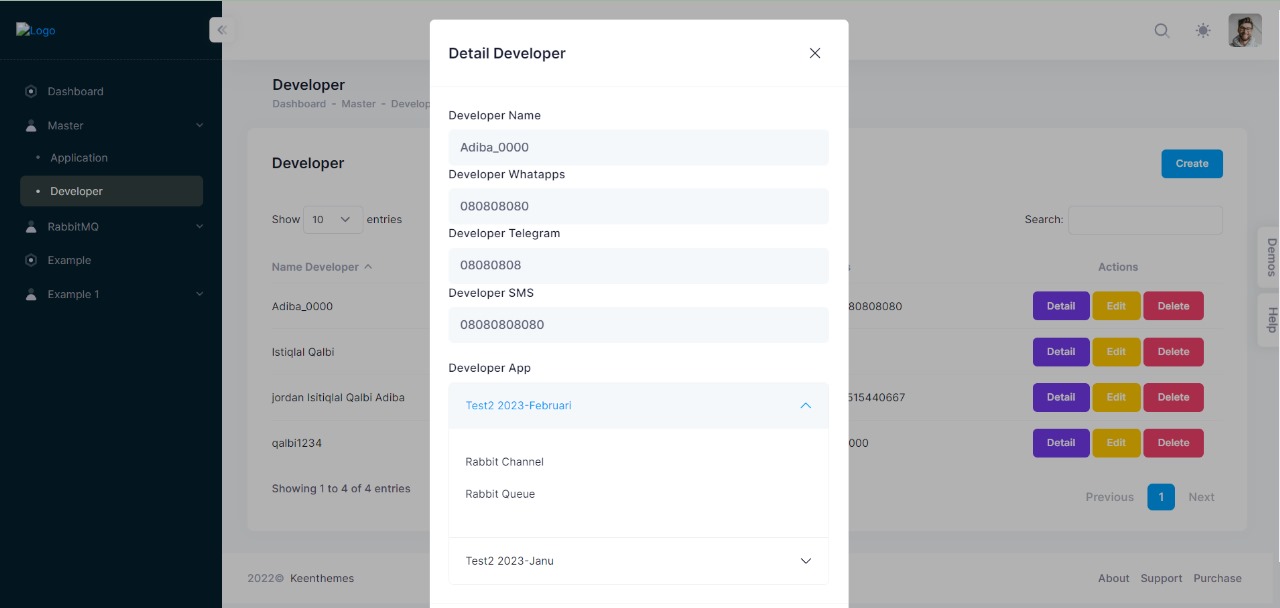 Logo
Dashboard
Master
Application
Developer
RabbitMQ
Example
Example 1
Developer
Dashboard - Master - Develop
Developer
Create
Show 10 entries
Search:
Name Developer
s
Actions
Adiba_0000
80808080
Detail Edit Delete
Istiqlal Qalbi
Detail Edit Delete
jordan Isitiqlal Qalbi Adiba
515440667
Detail Edit Delete
qalbi1234
000
Detail Edit Delete
Showing 1 to 4 of 4 entries
Previous 1 Next
2022© Keenthemes
About Support Purchase
Demos
Help
Detail Developer
Developer Name
Adiba_0000
Developer Whatapps
080808080
Developer Telegram
08080808
Developer SMS
08080808080
Developer App
Test2 2023-Februari
Rabbit Channel
Rabbit Queue
Test2 2023-Janu